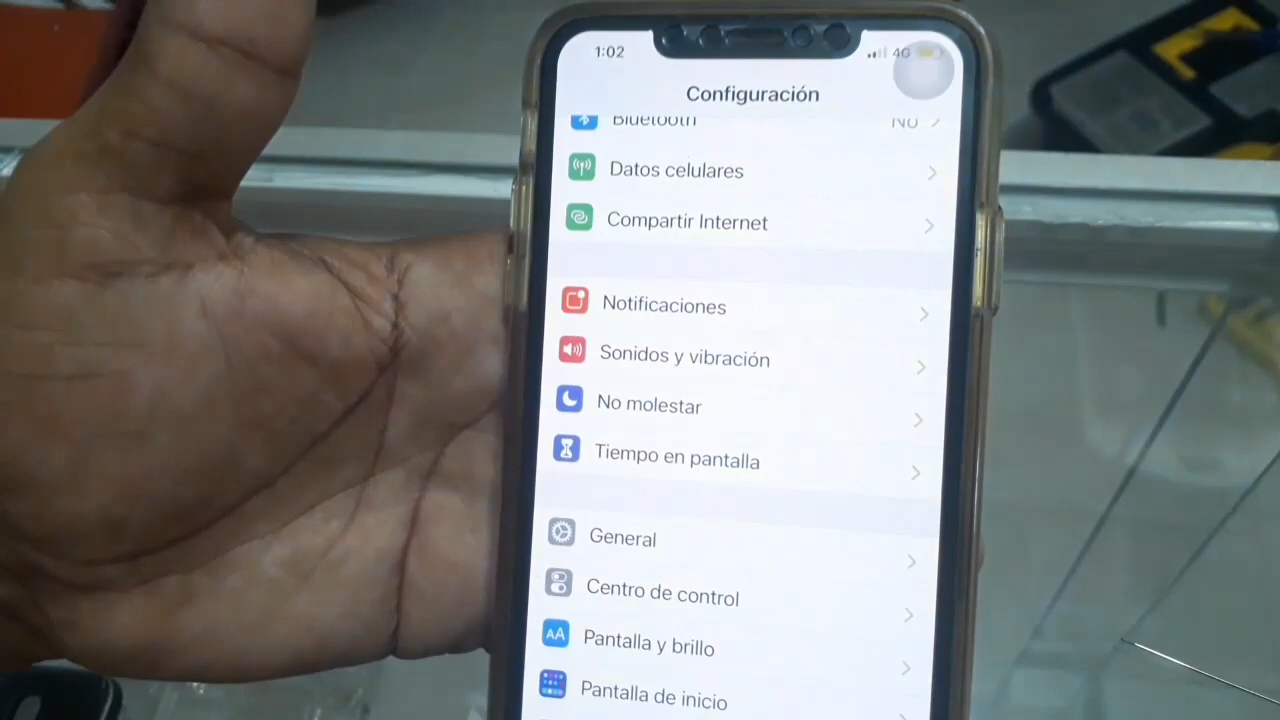 1:02
4G
Configuración
Bluetooth
NO
Datos celulares
Compartir Internet
Notificaciones
Sonidos y vibración
No molestar
Tiempo en pantalla
General
Centro de control
AA
Pantalla y brillo
Pantalla de inicio